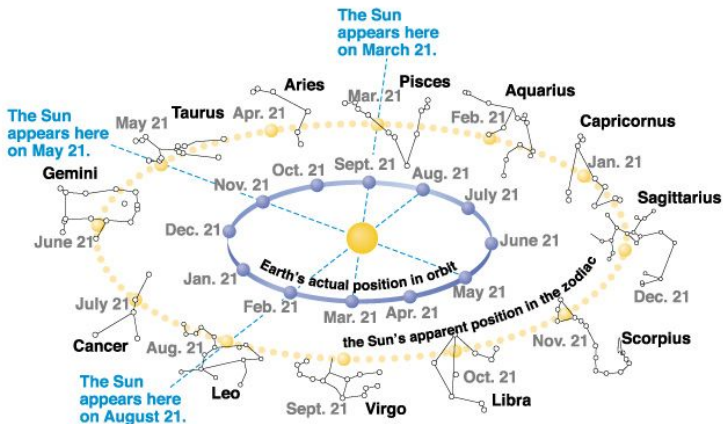 The Sun
appears here
on March 21.
Aries
Pisces
Aquarius
Taurus
Apr. 21
Mar. 21
Feb. 21
Capricornus
The Sun
appears here
on May 21.
May 21
Jan. 21
Gemini
Oct. 21
Sept. 21
Aug. 21
Nov. 21
July 21
Sagittarius
June 21
Dec. 21
June 21
Earth's actual position in orbit
Jan. 21
Feb. 21
Mar. 21
Apr. 21
May 21
the Sun's apparent position in the zodiac
Dec. 21
July 21
Cancer
Aug. 21
Nov. 21
Scorpius
Oct. 21
The Sun
appears here
on August 21.
Leo
Sept. 21
Virgo
Libra